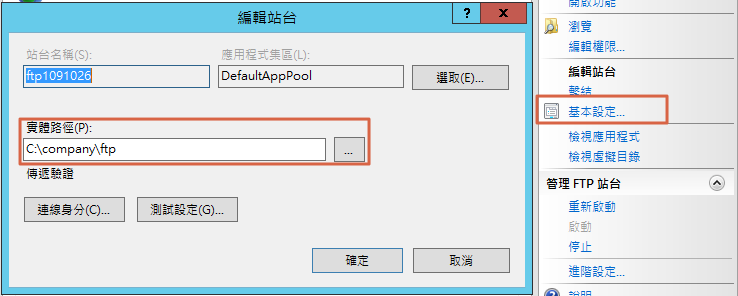 編輯站台
?
X
站台名稱(S):
應用程式集區(L):
ftp1091026
DefaultAppPool
選取(E)...
實體路徑(P):
C:\company\ftp
...
傳遞驗證
連線身分(C)...
測試設定(G)...
確定
取消
瀏覽
編輯權限...
編輯站台
繫結...
基本設定...
檢視應用程式
檢視虛擬目錄
管理 FTP 站台
重新啟動
啟動
停止
進階設定...
說明